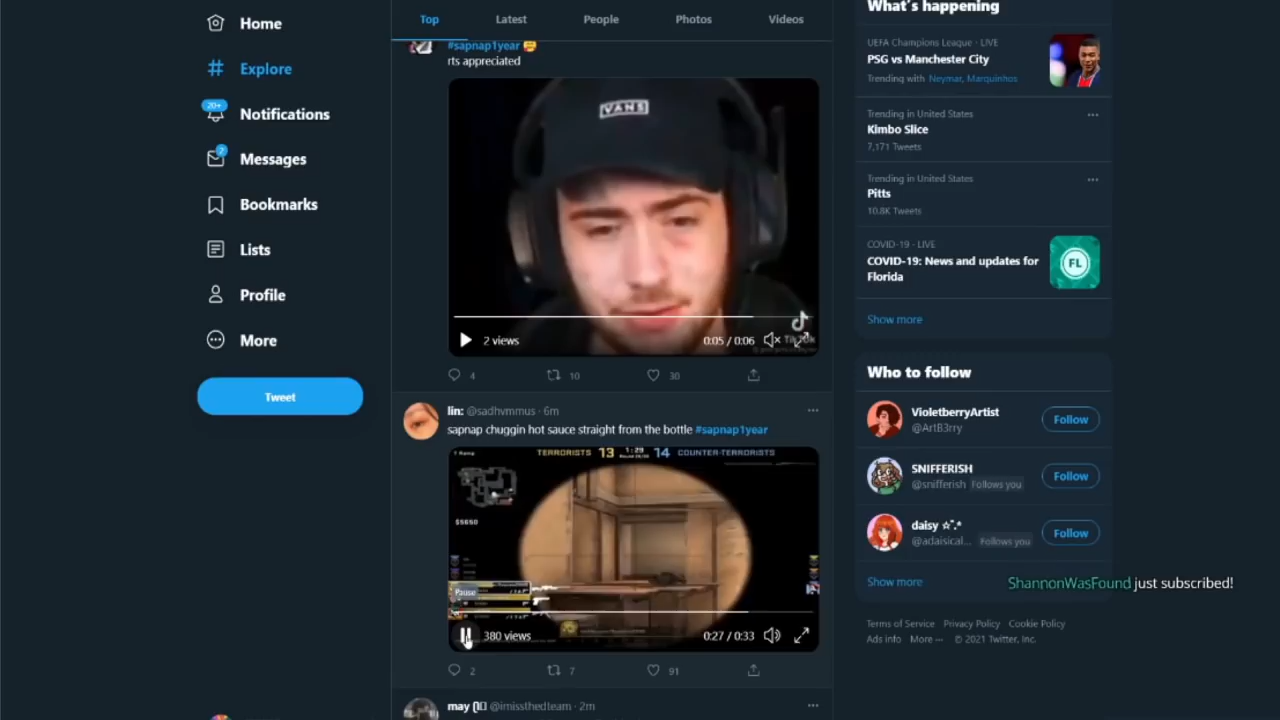 Home
Explore
20+
Notifications
2
Messages
Bookmarks
Lists
Profile
More
Tweet
Top
Latest
People
Photos
Videos
#sapnap1year
rts appreciated
VANS
2 views
0:05 / 0:06
4
10
30
lin: @sadhvmmus · 6m
sapnap chuggin hot sauce straight from the bottle #sapnap1year
TERRORISTS 13 1:29 14 COUNTER-TERRORISTS
$5650
Pause
380 views
0:27 / 0:33
2
7
91
may @imissthedteam · 2m
What's happening
UEFA Champions League · LIVE
PSG vs Manchester City
Trending with Neymar, Marquinhos
Trending in United States
Kimbo Slice
7,171 Tweets
Trending in United States
Pitts
10.8K Tweets
COVID-19 · LIVE
COVID-19: News and updates for
Florida
FL
Show more
Who to follow
VioletberryArtist
@ArtB3rry
Follow
SNIFFERISH
@snifferish Follows you
Follow
daisy ☆˚.*
@adaisical... Follows you
Follow
Show more
ShannonWasFound just subscribed!
Terms of Service Privacy Policy Cookie Policy
Ads info More — © 2021 Twitter, Inc.